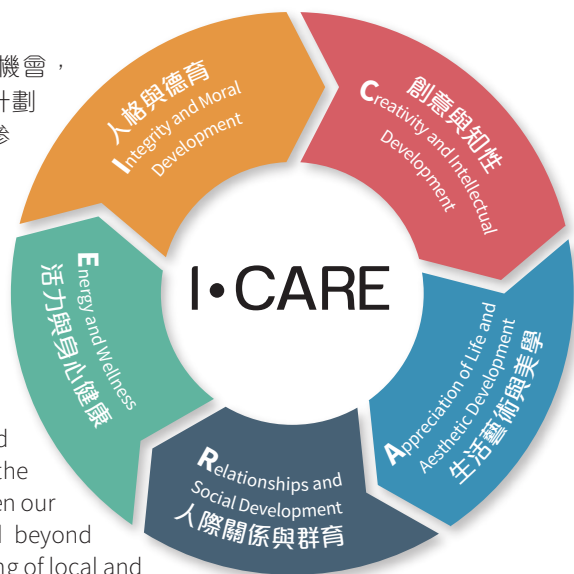 機會，
計劃
人格與德育
Integrity and Moral
Development
創意與知性
Creativity and Intellectual
Development
I•CARE
Energy and Wellness
活力與身心健康
Appreciation of Life and
Aesthetic Development
生活藝術與美學
Relationships and
Social Development
人際關係與群育
the
en our
beyond
ng of local and